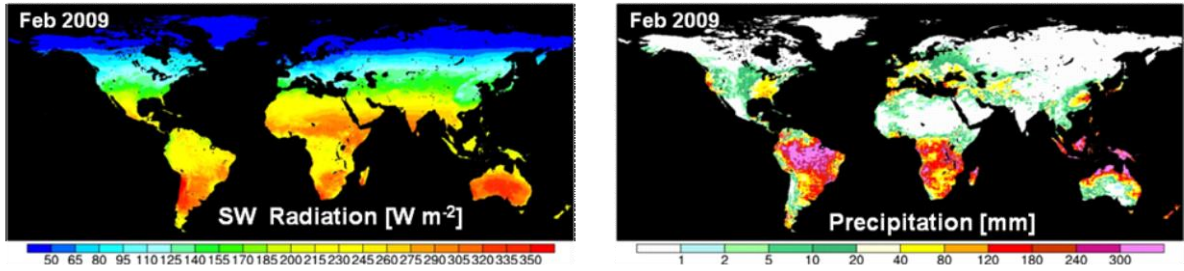 Feb 2009
SW Radiation [W m-2]
50 65 80 95 110 125 140 155 170 185 200 215 230 245 260 275 290 305 320 335 350
Feb 2009
Precipitation [mm]
1 2 5 10 20 40 80 120 180 240 300